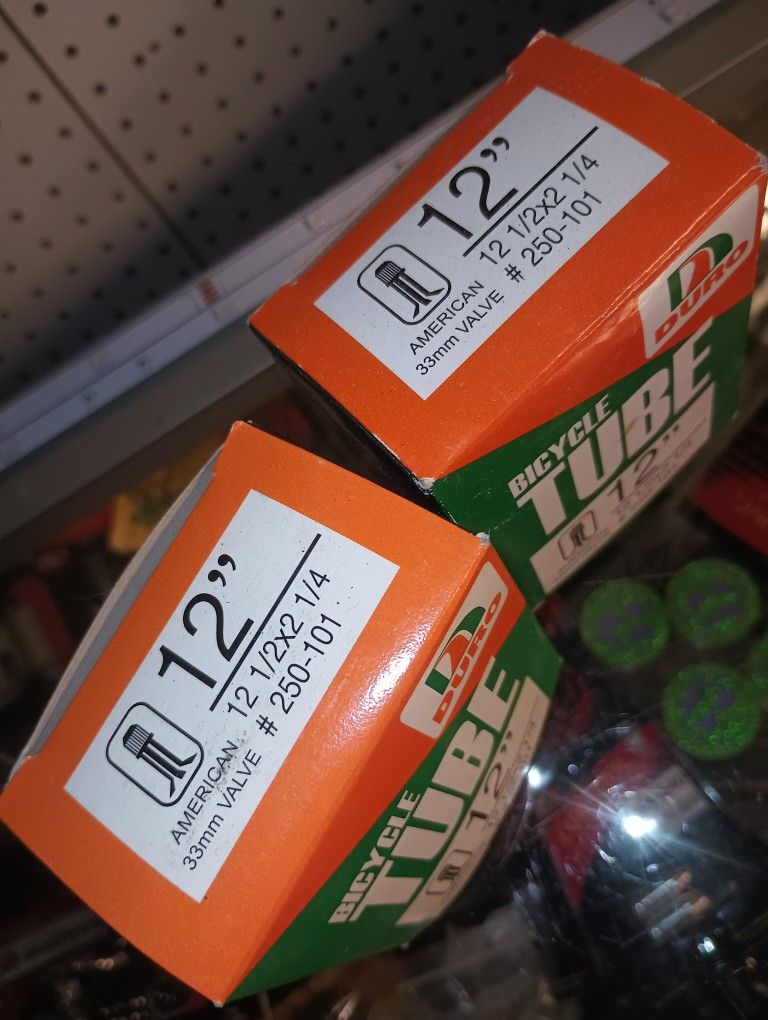 12”
12 1/2x2 1/4
# 250-101
AMERICAN
33mm VALVE
DURO
BICYCLE
TUBE
12”
12”
12 1/2x2 1/4
# 250-101
AMERICAN
33mm VALVE
DURO
BICYCLE
TUBE
12”